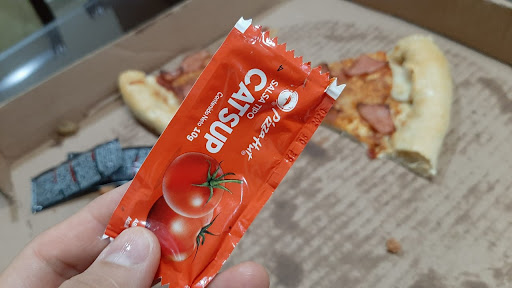 Pizza Hut®
SALSA TIPO
CATSUP
Contenido Neto 10g